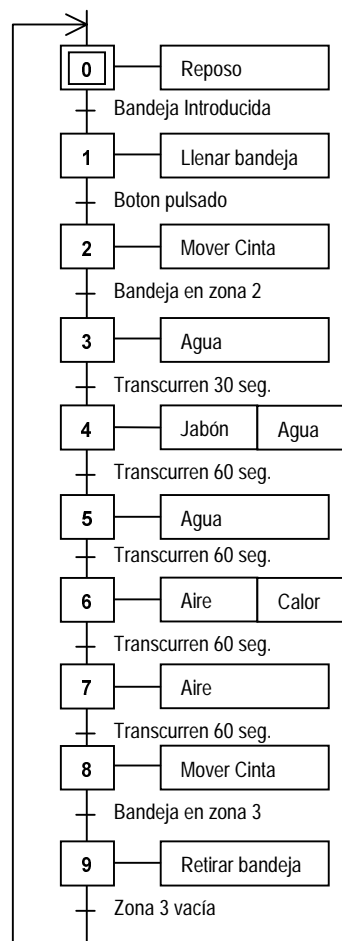 0 Reposo
Bandeja Introducida
1 Llenar bandeja
Boton pulsado
2 Mover Cinta
Bandeja en zona 2
3 Agua
Transcurren 30 seg.
4 Jabón Agua
Transcurren 60 seg.
5 Agua
Transcurren 60 seg.
6 Aire Calor
Transcurren 60 seg.
7 Aire
Transcurren 60 seg.
8 Mover Cinta
Bandeja en zona 3
9 Retirar bandeja
Zona 3 vacía